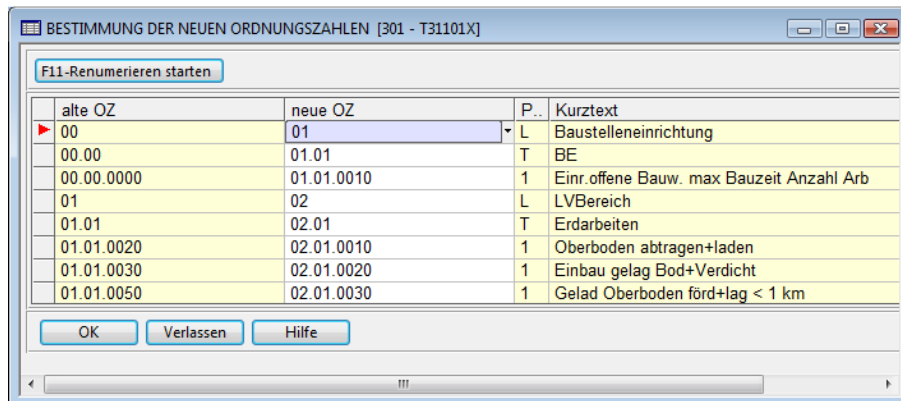 BESTIMMUNG DER NEUEN ORDNUNGSZAHLEN [301 - T31101X]
F11-Renumerieren starten
alte OZ neue OZ P.. Kurztext
00 01 L Baustelleneinrichtung
00.00 01.01 T BE
00.00.0000 01.01.0010 1 Einr.offene Bauw. max Bauzeit Anzahl Arb
01 02 L LVBereich
01.01 02.01 T Erdarbeiten
01.01.0020 02.01.0010 1 Oberboden abtragen+laden
01.01.0030 02.01.0020 1 Einbau gelag Bod+Verdicht
01.01.0050 02.01.0030 1 Gelad Oberboden förd+lag < 1 km
OK Verlassen Hilfe